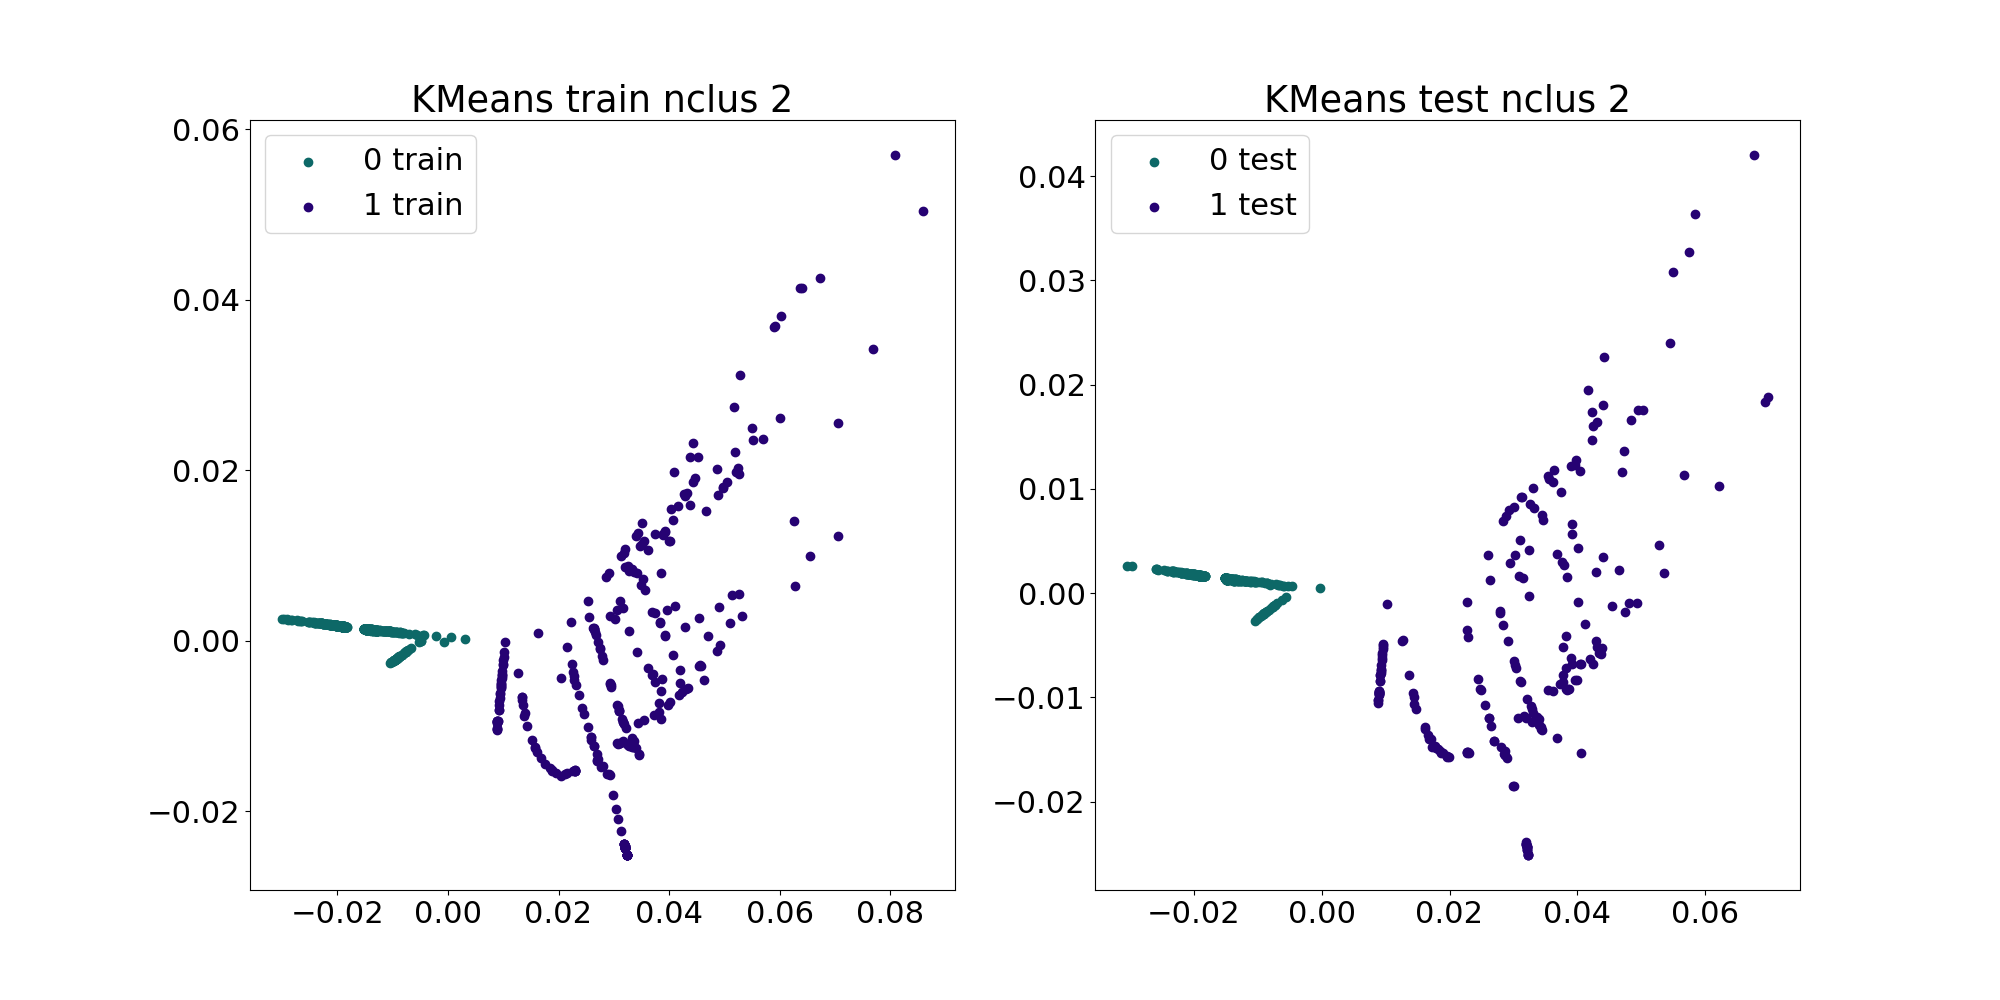 KMeans train nclus 2
0 train
1 train
0.06
0.04
0.02
0.00
−0.02
−0.02 0.00 0.02 0.04 0.06 0.08
KMeans test nclus 2
0 test
1 test
0.04
0.03
0.02
0.01
0.00
−0.01
−0.02
−0.02 0.00 0.02 0.04 0.06